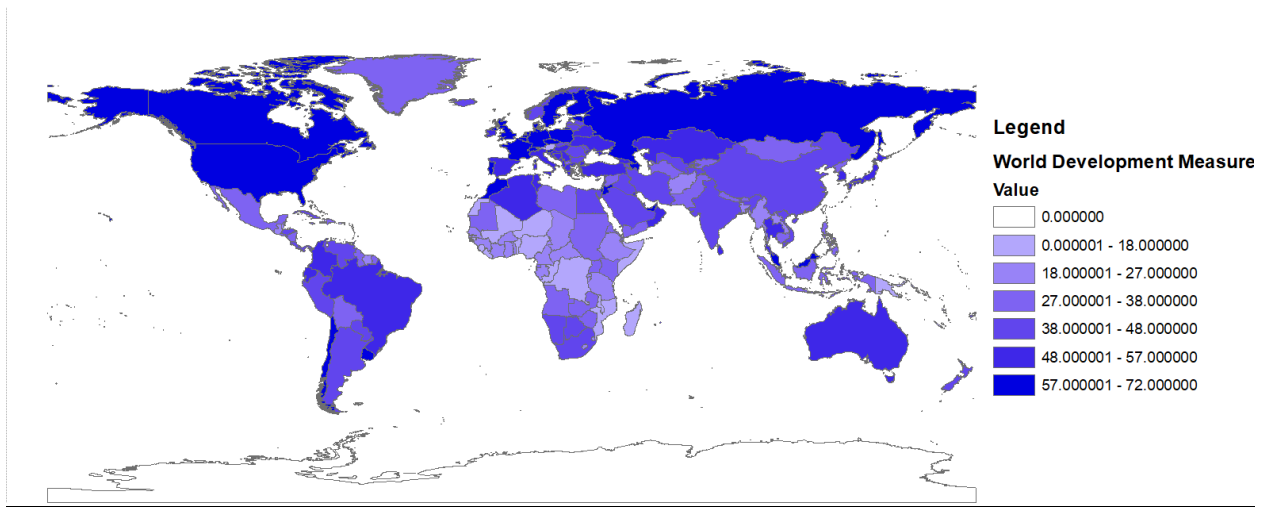 Legend
World Development Measure
Value
0.000000
0.000001 - 18.000000
18.000001 - 27.000000
27.000001 - 38.000000
38.000001 - 48.000000
48.000001 - 57.000000
57.000001 - 72.000000